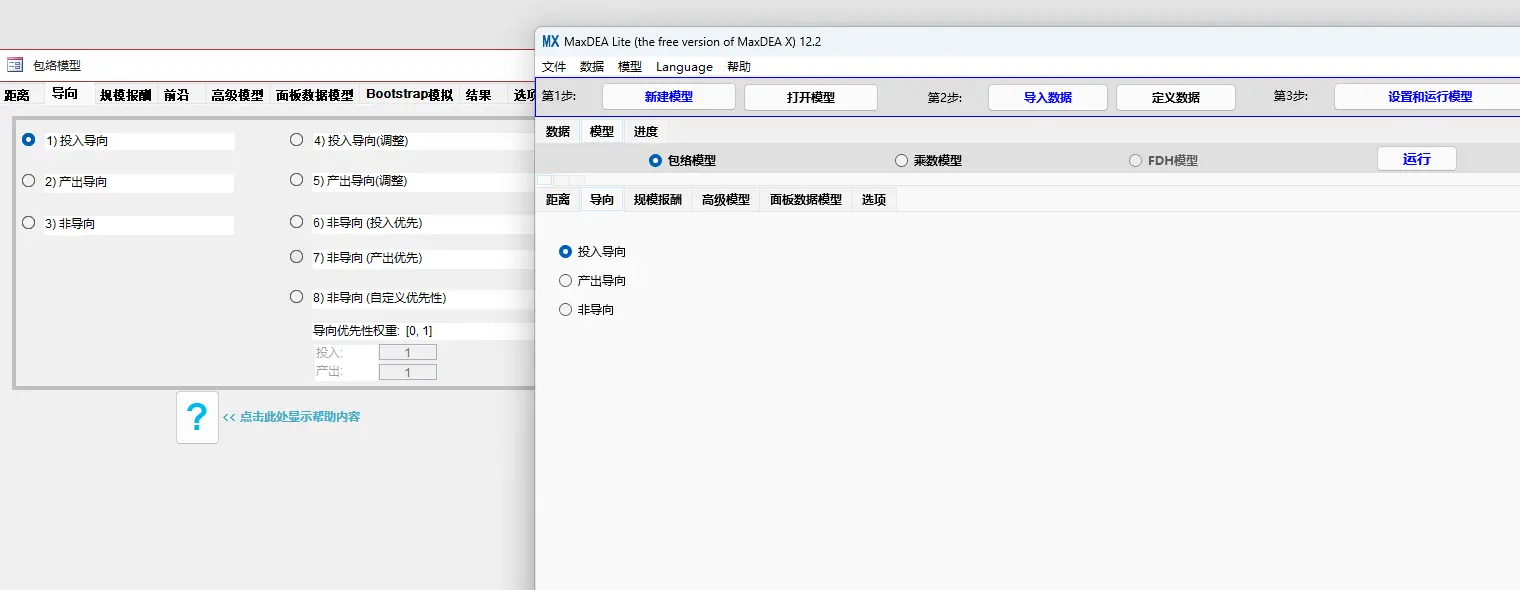 包络模型
距离 导向 规模报酬 前沿 高级模型 面板数据模型 Bootstrap模拟 结果 选项
1) 投入导向
2) 产出导向
3) 非导向
4) 投入导向(调整)
5) 产出导向(调整)
6) 非导向 (投入优先)
7) 非导向 (产出优先)
8) 非导向 (自定义优先性)
导向优先性权重: [0, 1]
投入: 1
产出: 1
?
<< 点击此处显示帮助内容
MX MaxDEA Lite (the free version of MaxDEA X) 12.2
文件 数据 模型 Language 帮助
第1步: 新建模型 打开模型 第2步: 导入数据 定义数据 第3步: 设置和运行模型
数据 模型 进度
包络模型 乘数模型 FDH模型 运行
距离 导向 规模报酬 高级模型 面板数据模型 选项
投入导向
产出导向
非导向